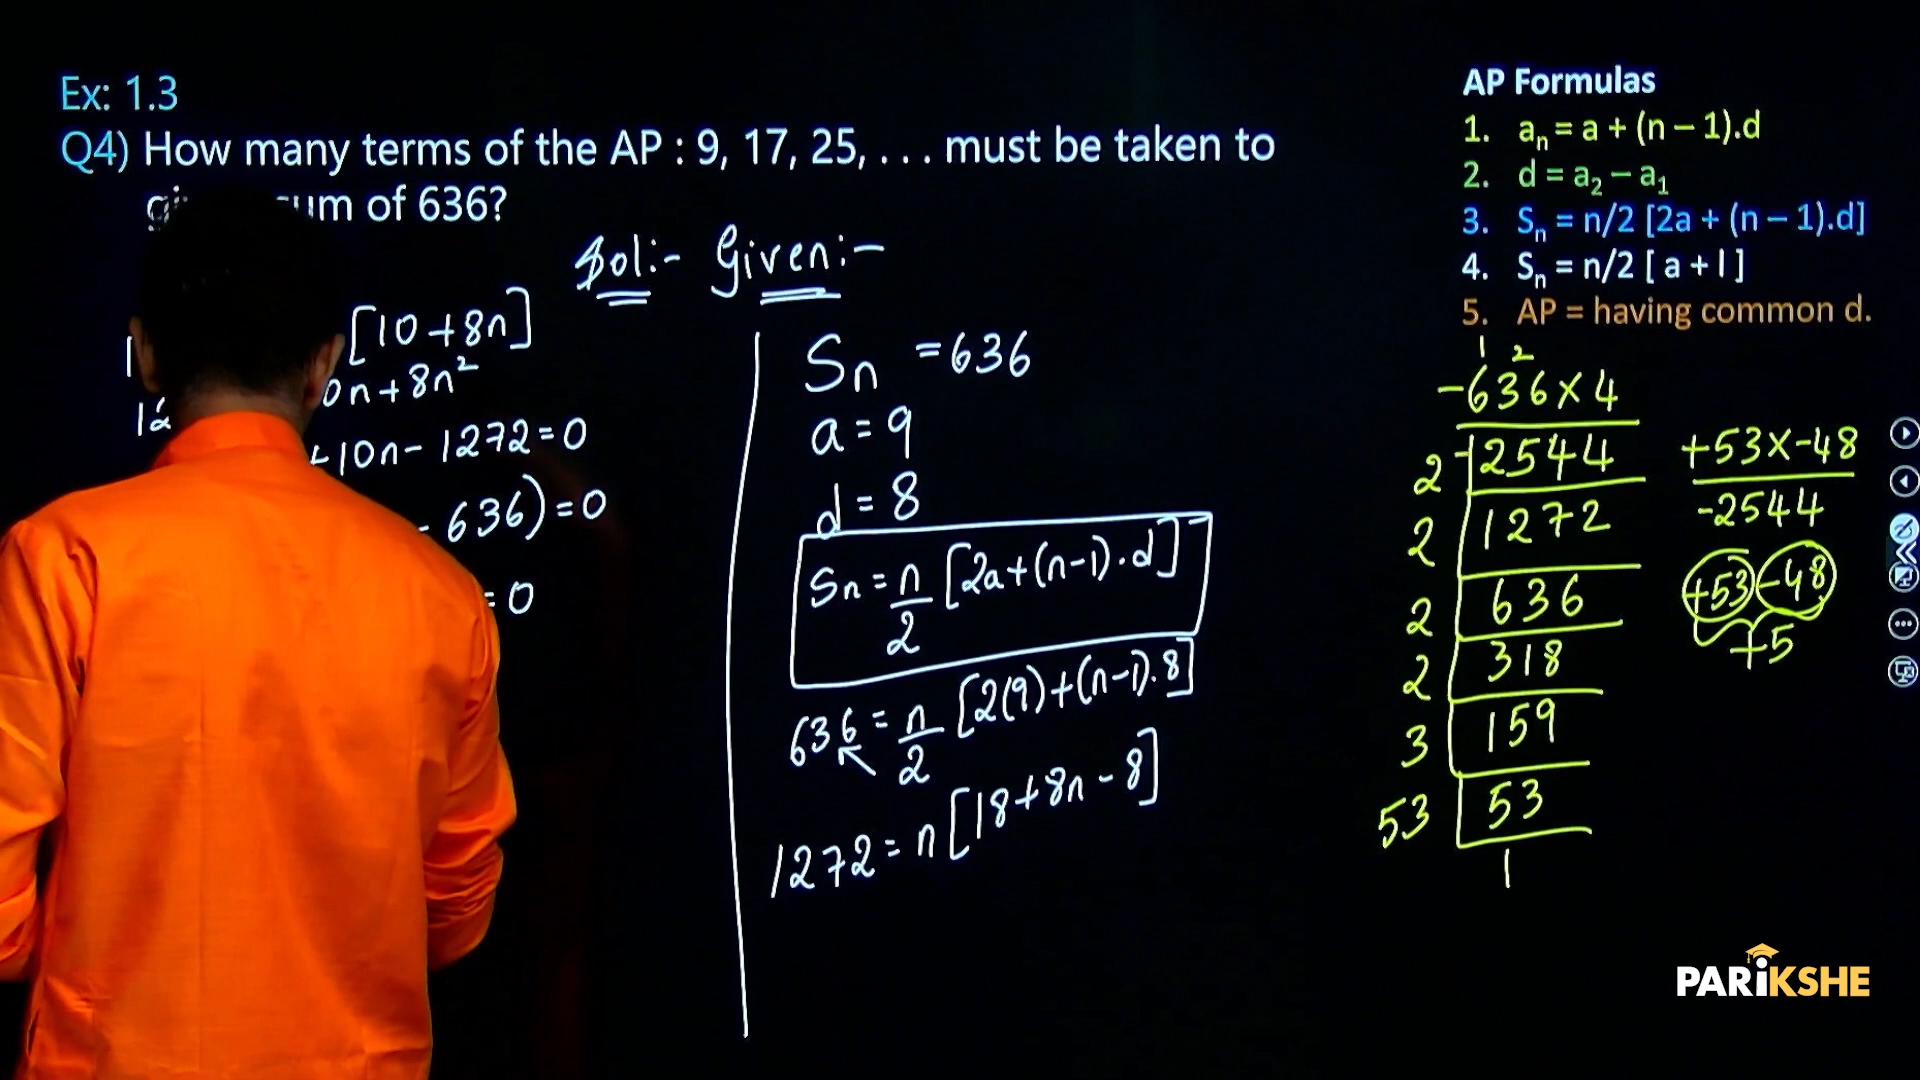 Ex: 1.3
Q4) How many terms of the AP : 9, 17, 25, . . . must be taken to
sum of 636?
Sol:- Given:-
[10+8n]
0n+8n²
+10n-1272=0
-636)=0
=0
Sn =636
a=9
d=8
Sn=n/2 [2a+(n-1).d]
636=n/2 [2(9)+(n-1).8]
1272=n[18+8n-8]
AP Formulas
1. aₙ = a + (n – 1).d
2. d = a₂ – a₁
3. Sₙ = n/2 [2a + (n – 1).d]
4. Sₙ = n/2 [ a + l ]
5. AP = having common d.
1 2
-636×4
2 -2544
2 1272
2 636
2 318
3 159
53 53
1
+53×-48
-2544
+53 -48
+5
PARiKSHE